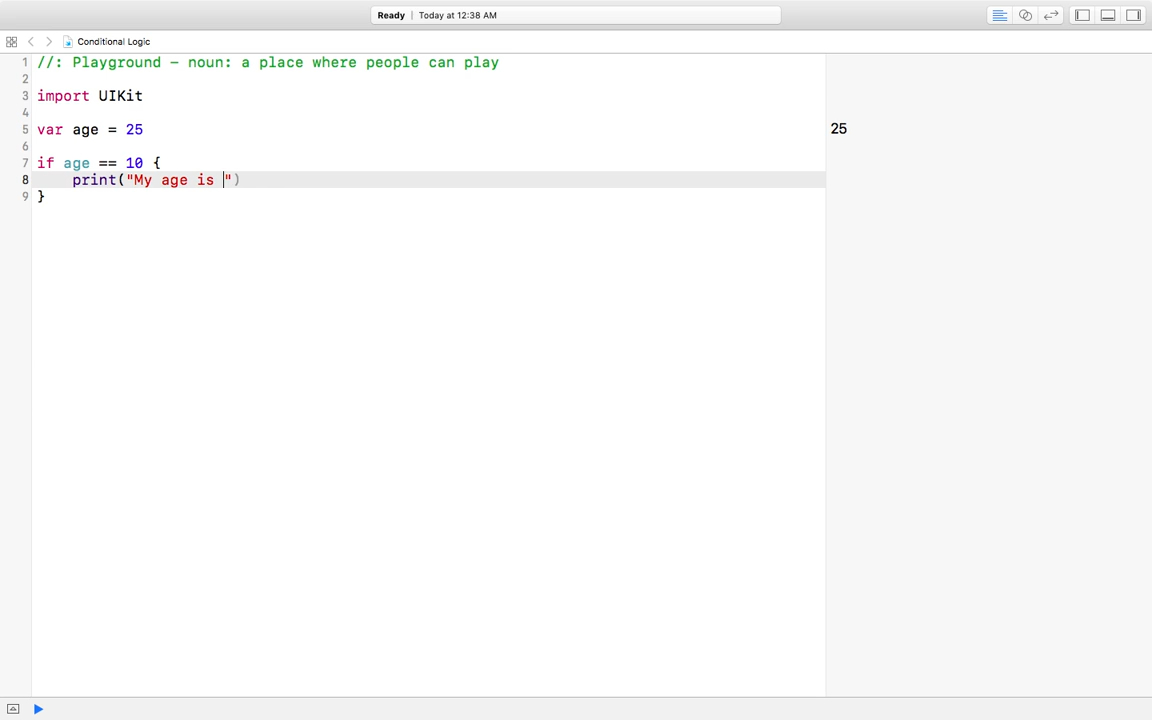 Ready | Today at 12:38 AM
Conditional Logic
1 //: Playground - noun: a place where people can play
2
3 import UIKit
4
5 var age = 25 25
6
7 if age == 10 {
8 print("My age is ")
9 }